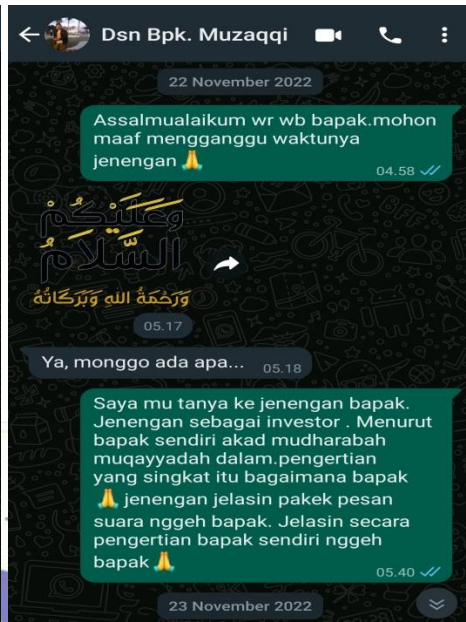 Dsn Bpk. Muzaqqi
22 November 2022
Assalmualaikum wr wb bapak.mohon
maaf mengganggu waktunya
jenengan 🙏
04.58
وَعَلَيْكُمْ
السَّلَامُ
وَرَحْمَةُ اللهِ وَبَرَكَاتُهُ
05.17
Ya, monggo ada apa... 05.18
Saya mu tanya ke jenengan bapak.
Jenengan sebagai investor . Menurut
bapak sendiri akad mudharabah
muqayyadah dalam.pengertian
yang singkat itu bagaimana bapak
🙏 jenengan jelasin pakek pesan
suara nggeh bapak. Jelasin secara
pengertian bapak sendiri nggeh
bapak 🙏
05.40
23 November 2022